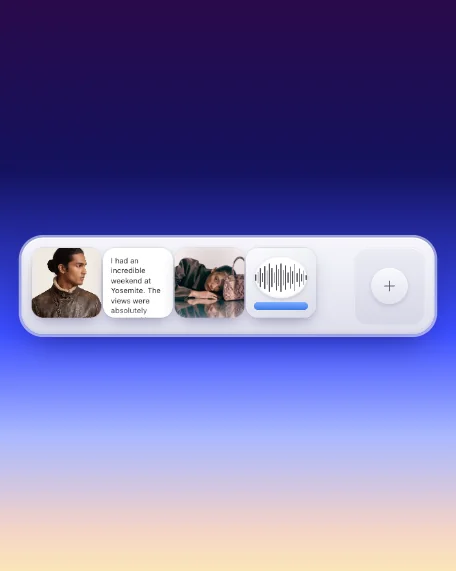 I had an
incredible
weekend at
Yosemite. The
views were
absolutely